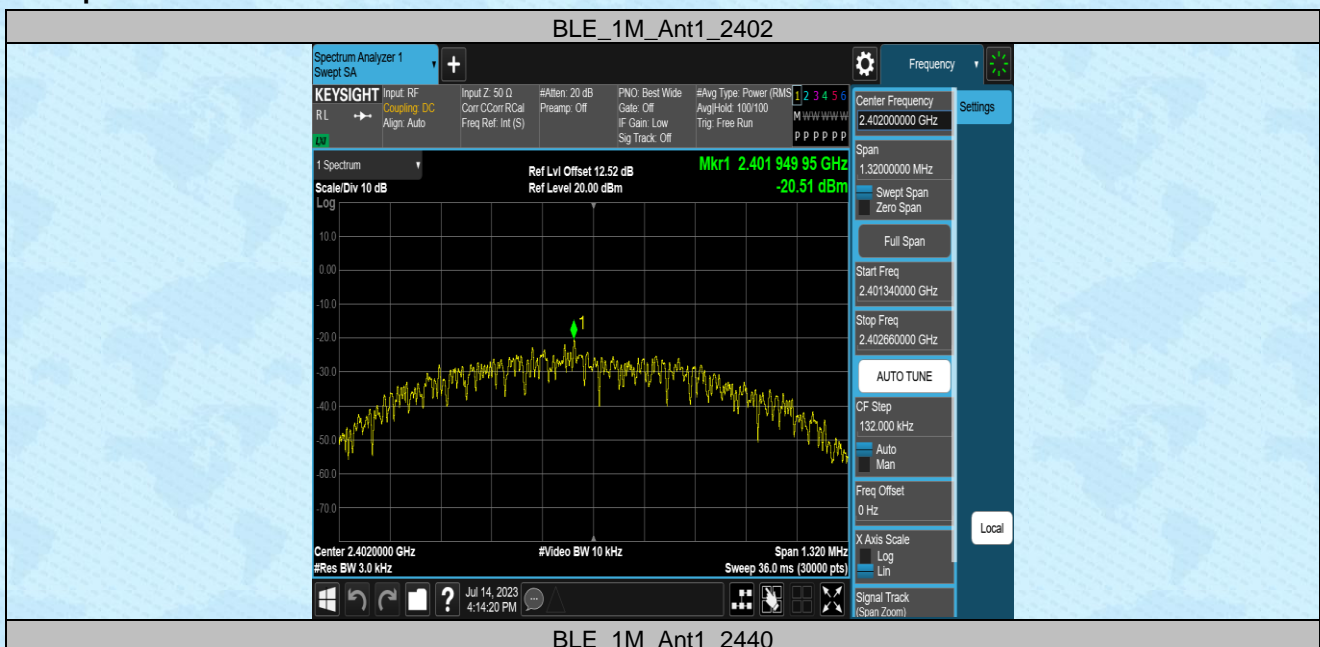 BLE_1M_Ant1_2402
Spectrum Analyzer 1
Swept SA
+
Frequency
KEYSIGHT
RL
Input: RF
Coupling: DC
Align: Auto
Input Z: 50 Ω
Corr CCorr RCal
Freq Ref: Int (S)
#Atten: 20 dB
Preamp: Off
PNO: Best Wide
Gate: Off
IF Gain: Low
Sig Track: Off
#Avg Type: Power (RMS
Avg|Hold: 100/100
Trig: Free Run
1 2 3 4 5 6
M W W W W W
P P P P P P
1 Spectrum
Scale/Div 10 dB
Log
Ref Lvl Offset 12.52 dB
Ref Level 20.00 dBm
Mkr1 2.401 949 95 GHz
-20.51 dBm
10.0
0.00
-10.0
-20.0
-30.0
-40.0
-50.0
-60.0
-70.0
1
Center 2.4020000 GHz
#Res BW 3.0 kHz
#Video BW 10 kHz
Span 1.320 MHz
Sweep 36.0 ms (30000 pts)
Center Frequency
2.402000000 GHz
Settings
Span
1.32000000 MHz
Swept Span
Zero Span
Full Span
Start Freq
2.401340000 GHz
Stop Freq
2.402660000 GHz
AUTO TUNE
CF Step
132.000 kHz
Auto
Man
Freq Offset
0 Hz
X Axis Scale
Log
Lin
Local
Signal Track
(Span Zoom)
?
Jul 14, 2023
4:14:20 PM
BLE_1M_Ant1_2440